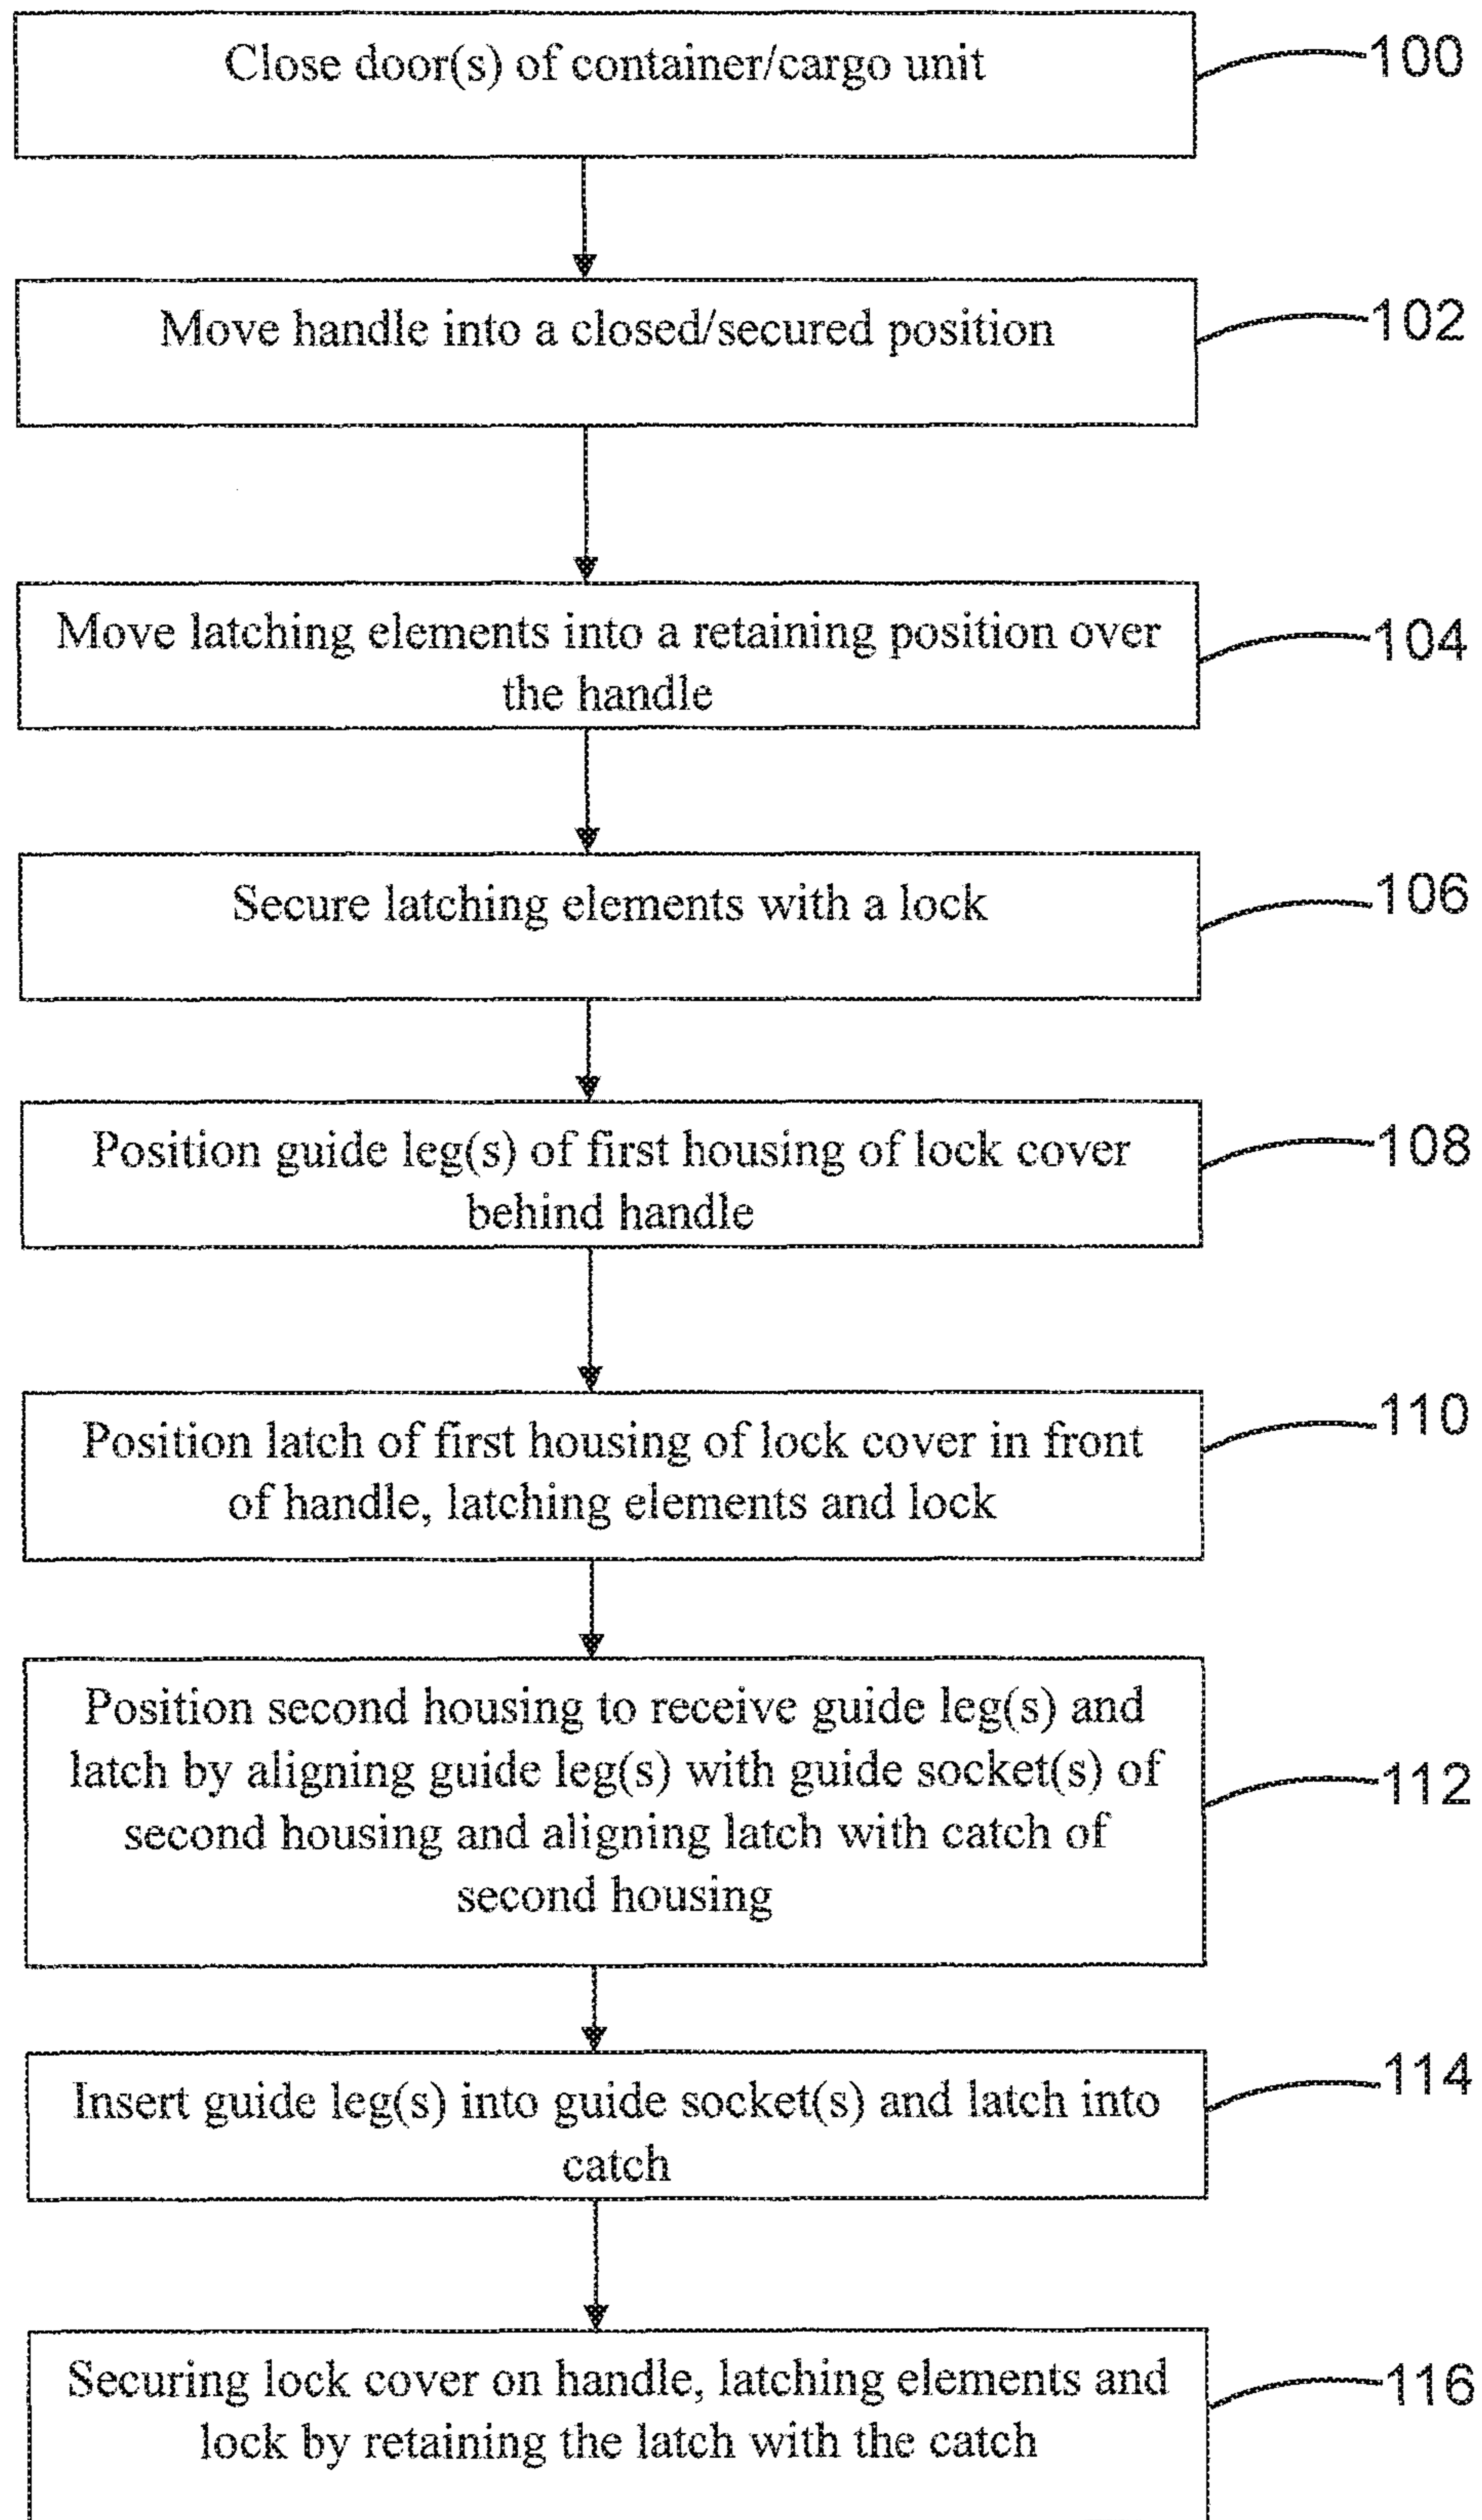 Close door(s) of container/cargo unit
100
Move handle into a closed/secured position
102
Move latching elements into a retaining position over
the handle
104
Secure latching elements with a lock
106
Position guide leg(s) of first housing of lock cover
behind handle
108
Position latch of first housing of lock cover in front
of handle, latching elements and lock
110
Position second housing to receive guide leg(s) and
latch by aligning guide leg(s) with guide socket(s) of
second housing and aligning latch with catch of
second housing
112
Insert guide leg(s) into guide socket(s) and latch into
catch
114
Securing lock cover on handle, latching elements and
lock by retaining the latch with the catch
116